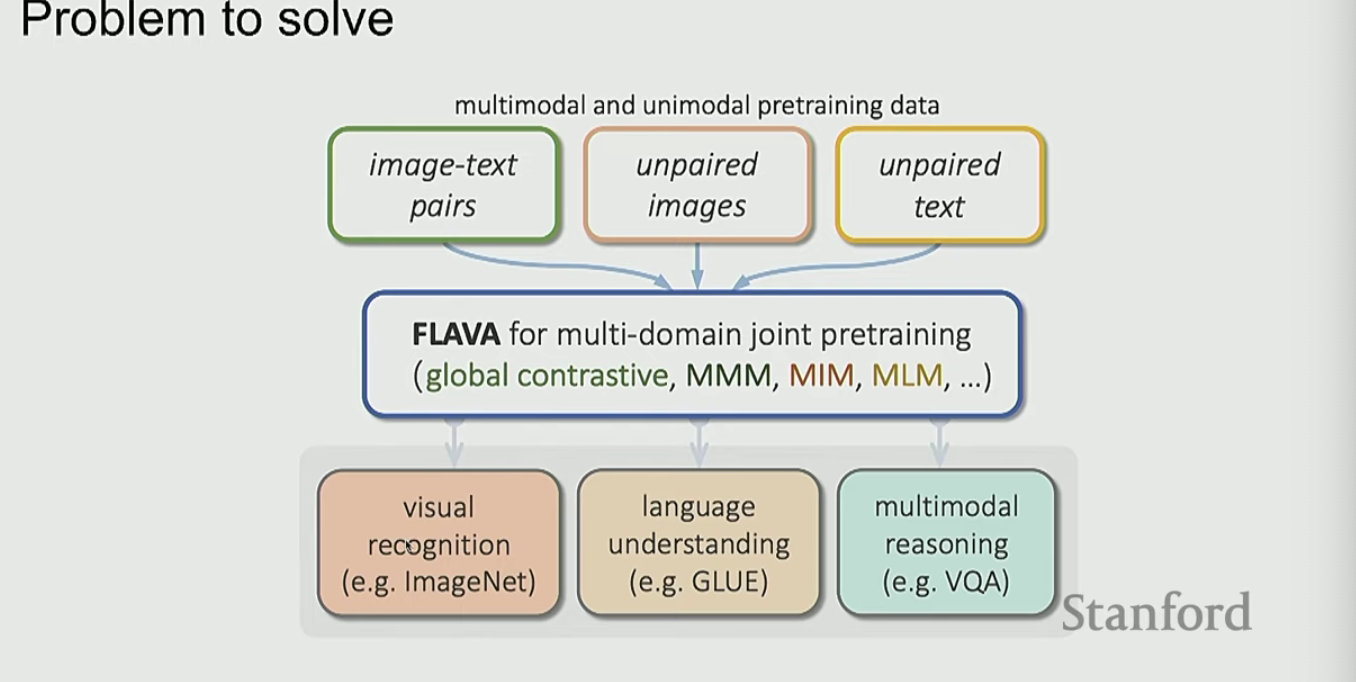 Problem to solve
multimodal and unimodal pretraining data
image-text
pairs
unpaired
images
unpaired
text
FLAVA for multi-domain joint pretraining
(global contrastive, MMM, MIM, MLM, ...)
visual
recognition
(e.g. ImageNet)
language
understanding
(e.g. GLUE)
multimodal
reasoning
(e.g. VQA)
Stanford